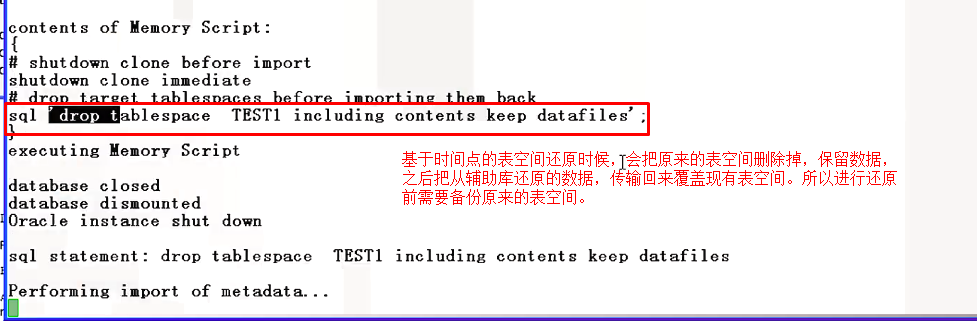 contents of Memory Script:
{
# shutdown clone before import
shutdown clone immediate
# drop target tablespaces before importing them back
sql 'drop tablespace  TEST1 including contents keep datafiles';
}
executing Memory Script
基于时间点的表空间还原时候，会把原来的表空间删除掉，保留数据，
之后把从辅助库还原的数据，传输回来覆盖现有表空间。所以进行还原
前需要备份原来的表空间。
database closed
database dismounted
Oracle instance shut down
sql statement: drop tablespace  TEST1 including contents keep datafiles
Performing import of metadata...